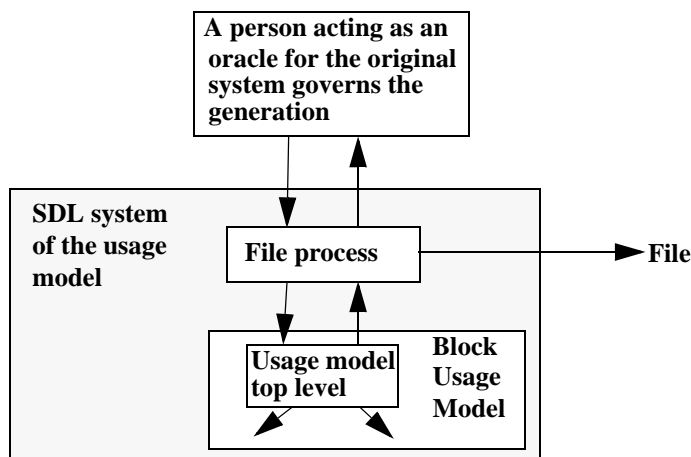 A person acting as an
oracle for the original
system governs the
generation
SDL system
of the usage
model
File process
File
Usage model
top level
Block
Usage
Model